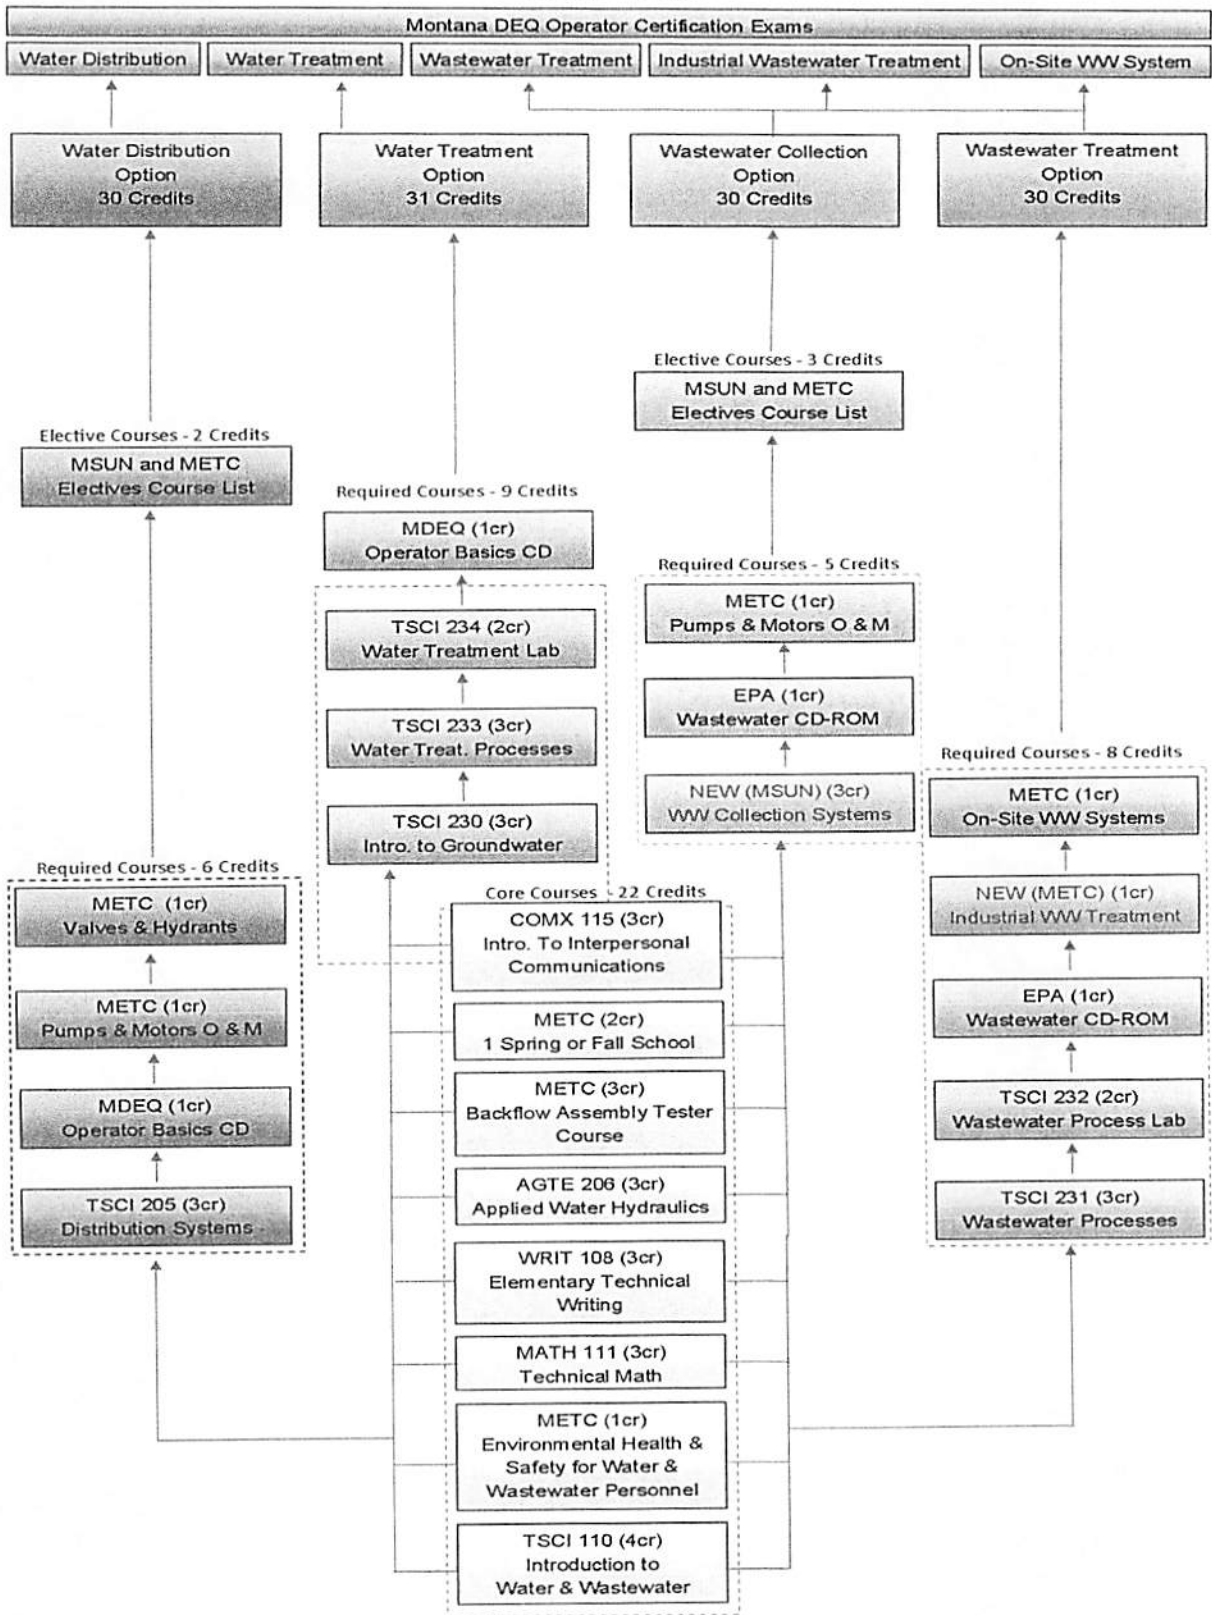 Montana DEQ Operator Certification Exams
Water Distribution
Water Treatment
Wastewater Treatment
Industrial Wastewater Treatment
On-Site WW System
Water Distribution
Option
30 Credits
Water Treatment
Option
31 Credits
Wastewater Collection
Option
30 Credits
Wastewater Treatment
Option
30 Credits
Elective Courses - 2 Credits
MSUN and METC
Electives Course List
Required Courses - 6 Credits
METC (1cr)
Valves & Hydrants
METC (1cr)
Pumps & Motors O & M
MDEQ (1cr)
Operator Basics CD
TSCI 205 (3cr)
Distribution Systems
Required Courses - 9 Credits
MDEQ (1cr)
Operator Basics CD
TSCI 234 (2cr)
Water Treatment Lab
TSCI 233 (3cr)
Water Treat. Processes
TSCI 230 (3cr)
Intro. to Groundwater
Core Courses - 22 Credits
COMX 115 (3cr)
Intro. To Interpersonal
Communications
METC (2cr)
1 Spring or Fall School
METC (3cr)
Backflow Assembly Tester
Course
AGTE 206 (3cr)
Applied Water Hydraulics
WRIT 108 (3cr)
Elementary Technical
Writing
MATH 111 (3cr)
Technical Math
METC (1cr)
Environmental Health &
Safety for Water &
Wastewater Personnel
TSCI 110 (4cr)
Introduction to
Water & Wastewater
Elective Courses - 3 Credits
MSUN and METC
Electives Course List
Required Courses - 5 Credits
METC (1cr)
Pumps & Motors O & M
EPA (1cr)
Wastewater CD-ROM
NEW (MSUN) (3cr)
WW Collection Systems
Required Courses - 8 Credits
METC (1cr)
On-Site WW Systems
NEW (METC) (1cr)
Industrial WW Treatment
EPA (1cr)
Wastewater CD-ROM
TSCI 232 (2cr)
Wastewater Process Lab
TSCI 231 (3cr)
Wastewater Processes